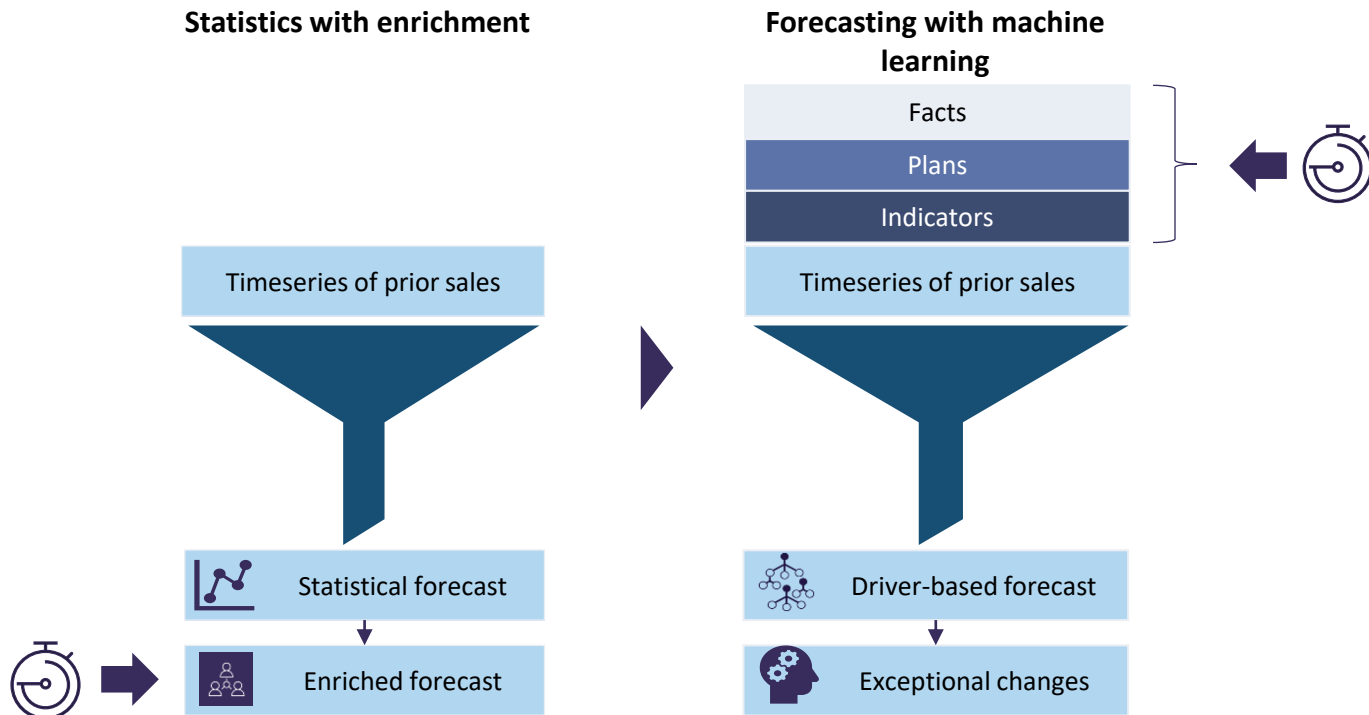 Statistics with enrichment
Timeseries of prior sales
Statistical forecast
Enriched forecast
Forecasting with machine
learning
Facts
Plans
Indicators
Timeseries of prior sales
Driver-based forecast
Exceptional changes